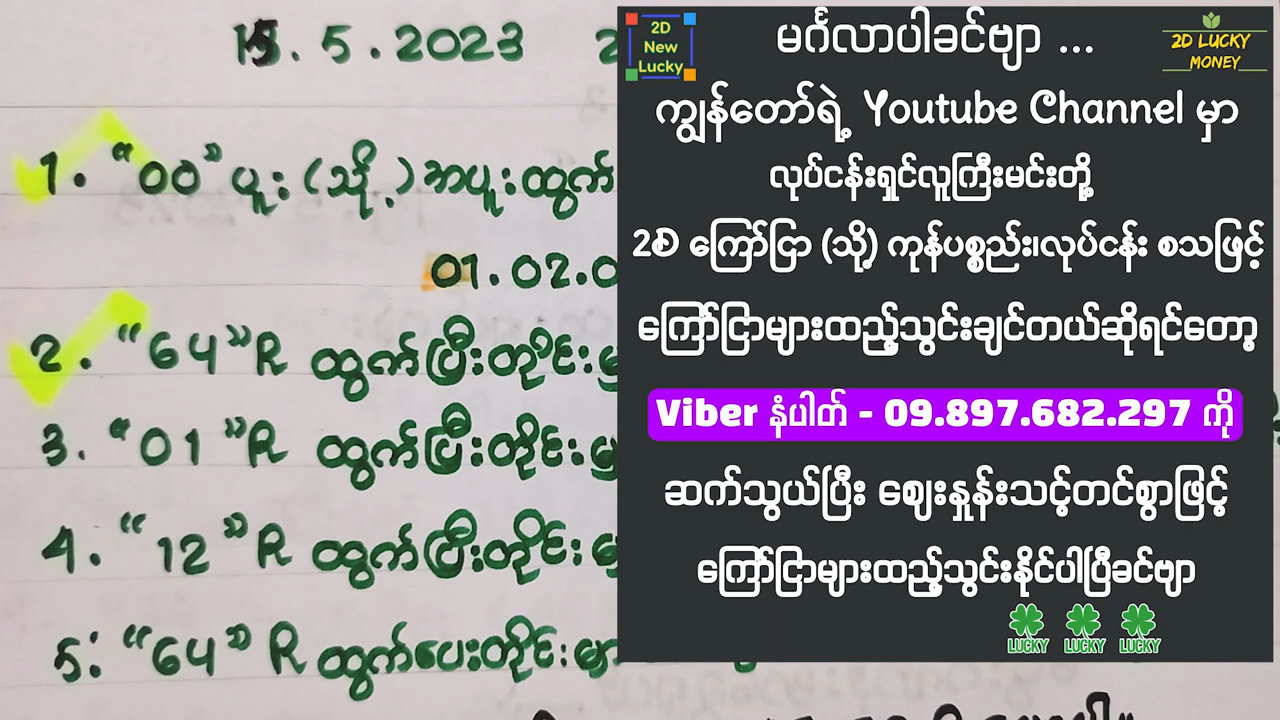 15.5.2023
1. "00" ပူး (သို့) အပူးထွက်
01.02.0
2. "64" R ထွက်ပြီးတိုင်း
3. "01" R ထွက်ပြီးတိုင်း
4. "12" R ထွက်ပြီးတိုင်း
5: "64" R ထွက်ပေးတိုင်း
2D New Lucky
မင်္ဂလာပါခင်ဗျာ ...
2D LUCKY MONEY
ကျွန်တော်ရဲ့ Youtube Channel မှာ
လုပ်ငန်းရှင်လူကြီးမင်းတို့
2D ကြော်ငြာ (သို့) ကုန်ပစ္စည်း၊လုပ်ငန်း စသဖြင့်
ကြော်ငြာများထည့်သွင်းချင်တယ်ဆိုရင်တော့
Viber နံပါတ် - 09.897.682.297 ကို
ဆက်သွယ်ပြီး ဈေးနှုန်းသင့်တင်စွာဖြင့်
ကြော်ငြာများထည့်သွင်းနိုင်ပါပြီခင်ဗျာ
LUCKY LUCKY LUCKY